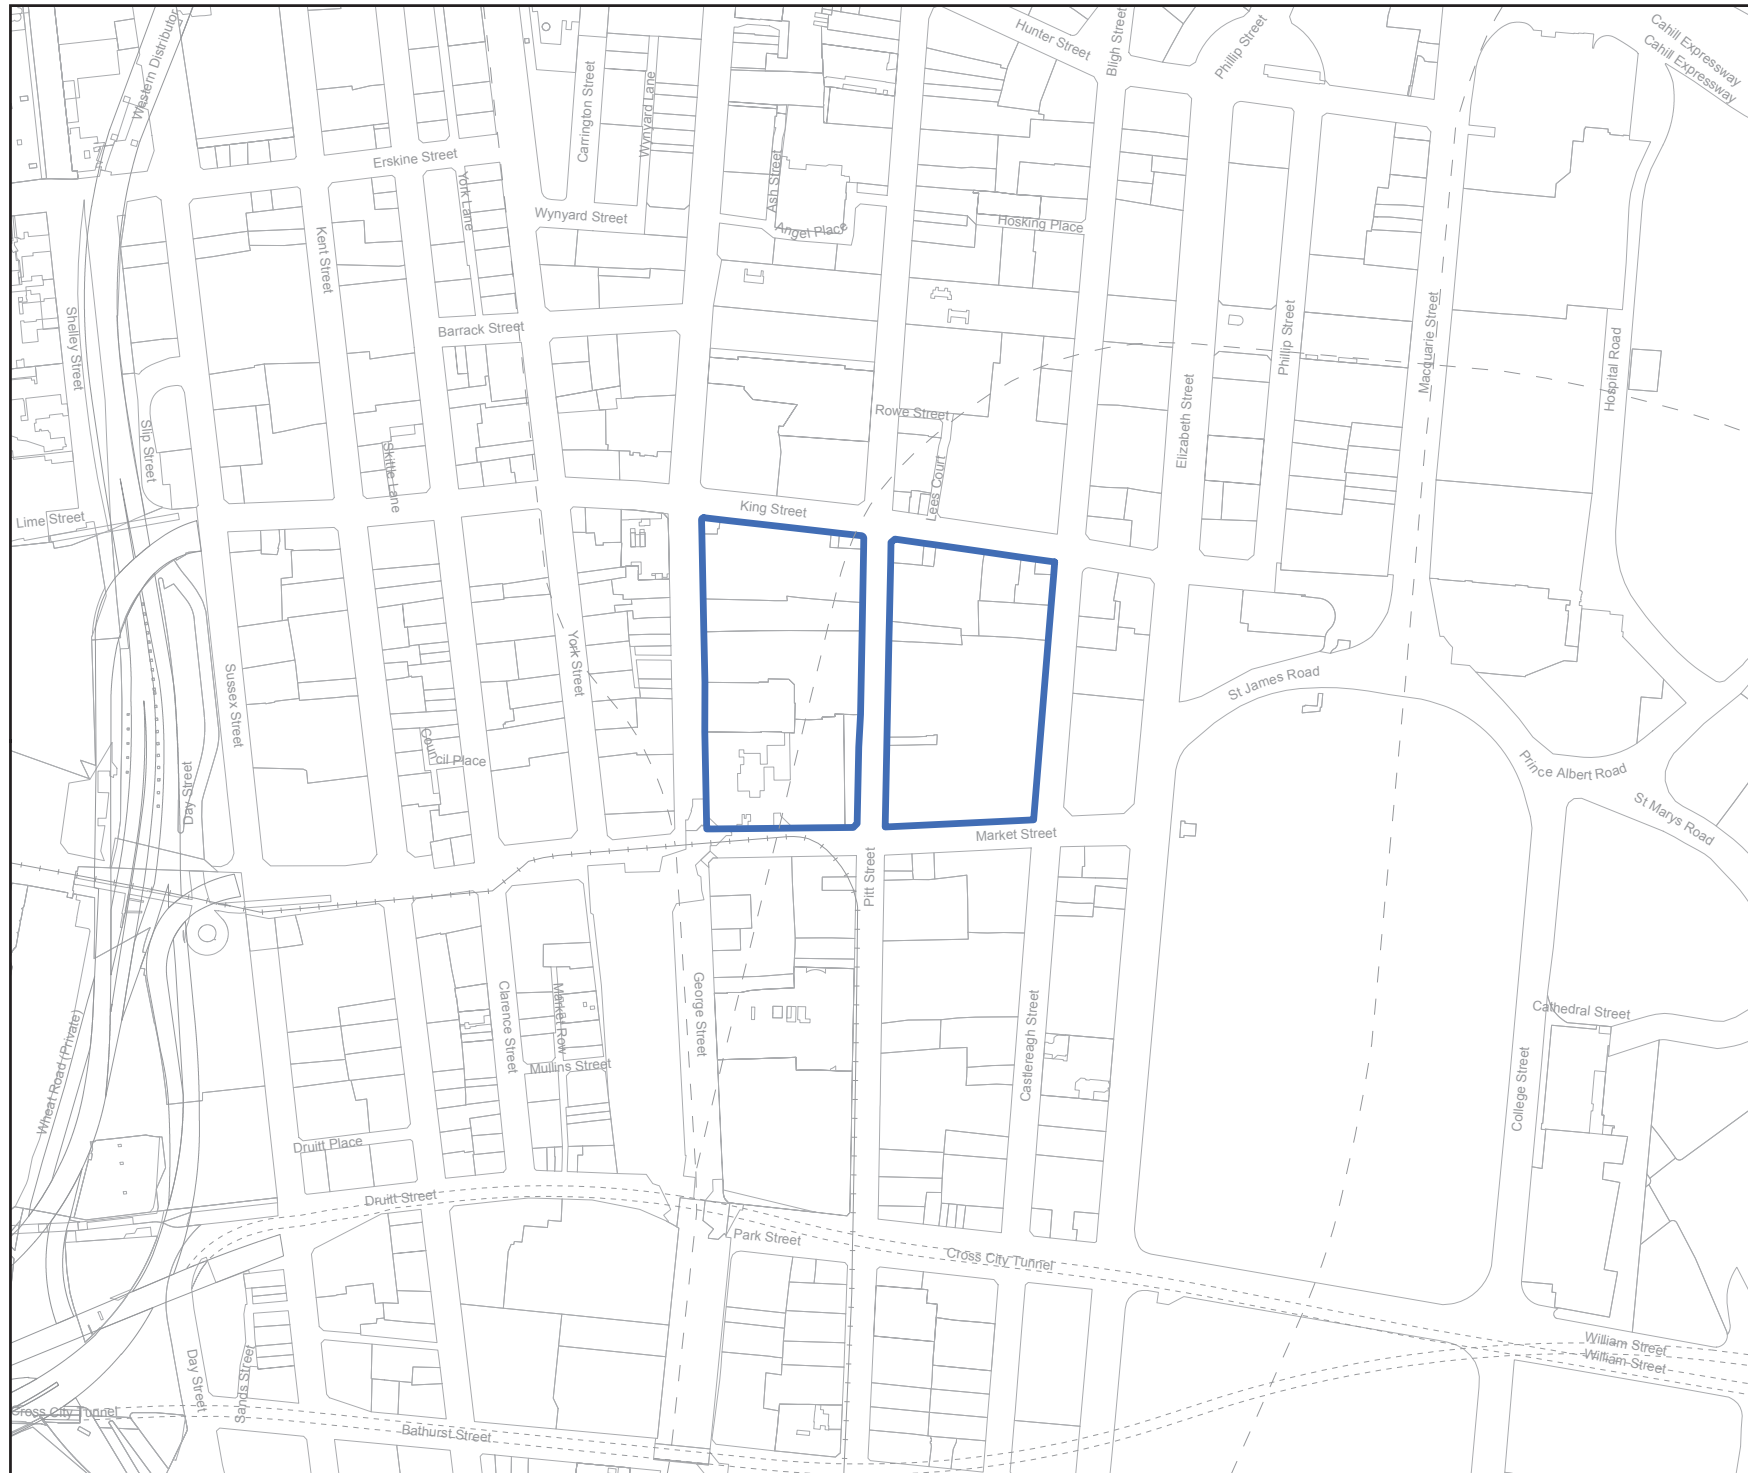 Western Distributor
Hunter Street
Bligh Street
Phillip Street
Cahill Expressway
Cahill Expressway
Carrington Street
Wynyard Lane
Erskine Street
Ash Street
York Lane
Wynyard Street
Angel Place
Hosking Place
Kent Street
Shelley Street
Barrack Street
Phillip Street
Macquarie Street
Hospital Road
Rowe Street
Elizabeth Street
Slip Street
Skittle Lane
Lees Court
Lime Street
King Street
York Street
Sussex Street
St James Road
Council Place
Day Street
Prince Albert Road
St Marys Road
Market Street
Pitt Street
Clarence Street
Market Row
George Street
Castlereagh Street
Cathedral Street
College Street
Wheat Road (Private)
Mullins Street
Druitt Place
Druitt Street
Park Street
Cross City Tunnel
William Street
William Street
Day Street
Sands Street
Cross City Tunnel
Bathurst Street